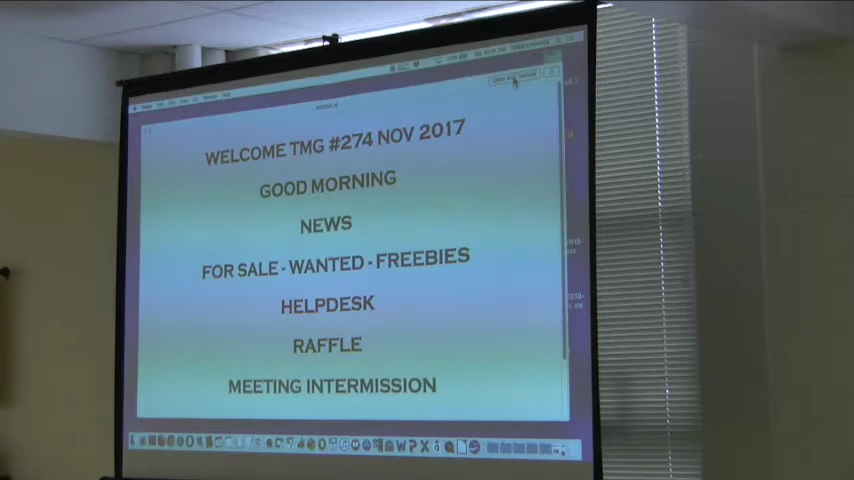 WELCOME TMG #274 NOV 2017
GOOD MORNING
NEWS
FOR SALE - WANTED - FREEBIES
HELPDESK
RAFFLE
MEETING INTERMISSION